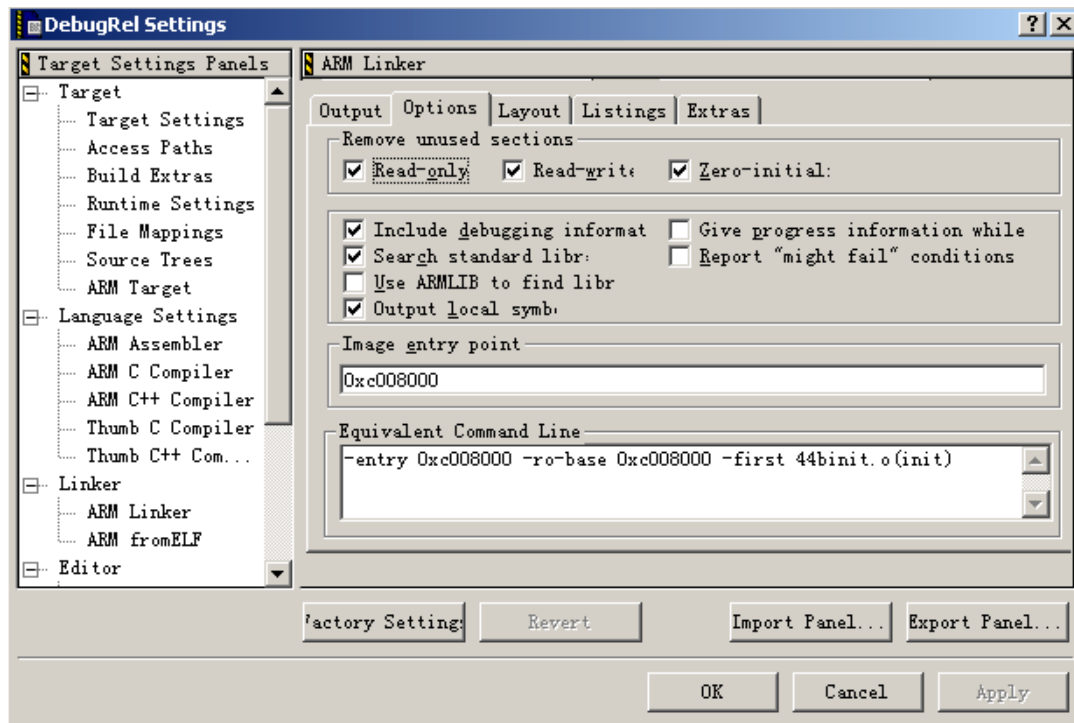 DebugRel Settings
Target Settings Panels
Target
Target Settings
Access Paths
Build Extras
Runtime Settings
File Mappings
Source Trees
ARM Target
Language Settings
ARM Assembler
ARM C Compiler
ARM C++ Compiler
Thumb C Compiler
Thumb C++ Com...
Linker
ARM Linker
ARM fromELF
Editor
ARM Linker
Output Options Layout Listings Extras
Remove unused sections
Read-only Read-write Zero-initial:
Include debugging informat Give progress information while
Search standard libr: Report "might fail" conditions
Use ARMLIB to find libr
Output local symb
Image entry point
0xc008000
Equivalent Command Line
-entry 0xc008000 -ro-base 0xc008000 -first 44binit.o(init)
Factory Settings Revert Import Panel... Export Panel...
OK Cancel Apply